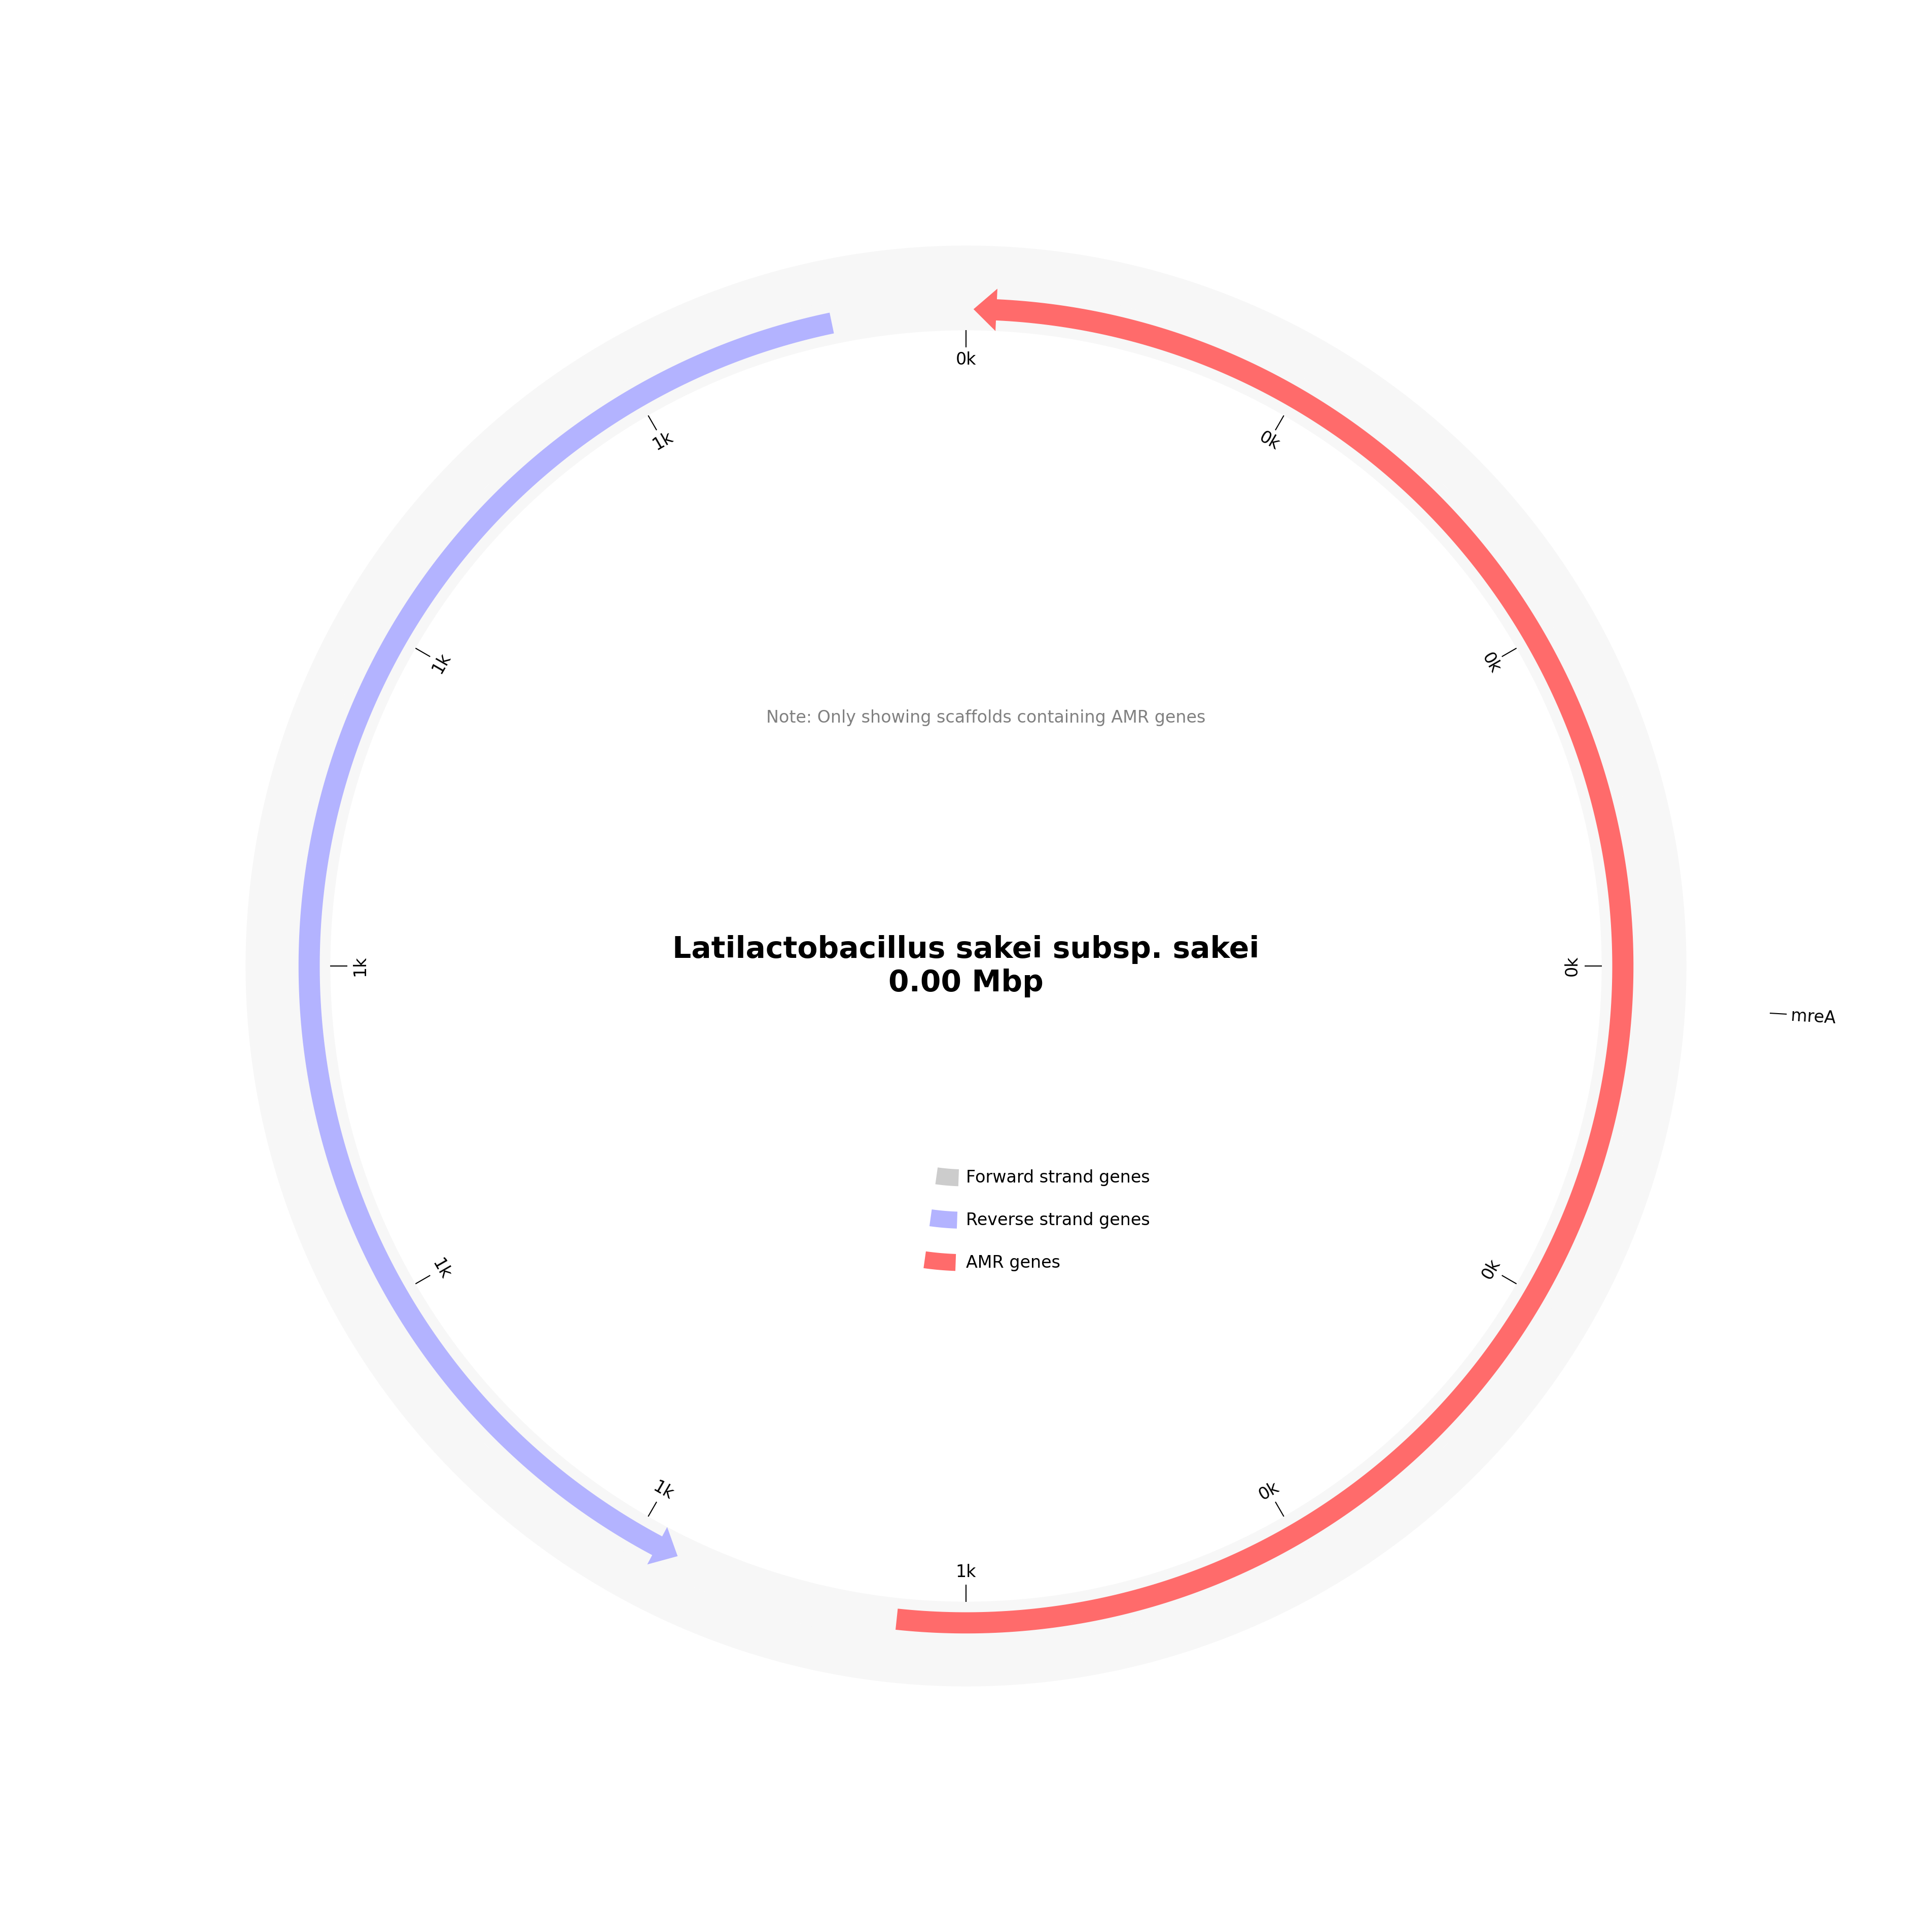 0k
1k
0k
1k
0k
Note: Only showing scaffolds containing AMR genes
Latilactobacillus sakei subsp. sakei
0.00 Mbp
1k
0k
mreA
Forward strand genes
Reverse strand genes
AMR genes
1k
0k
1k
0k
1k